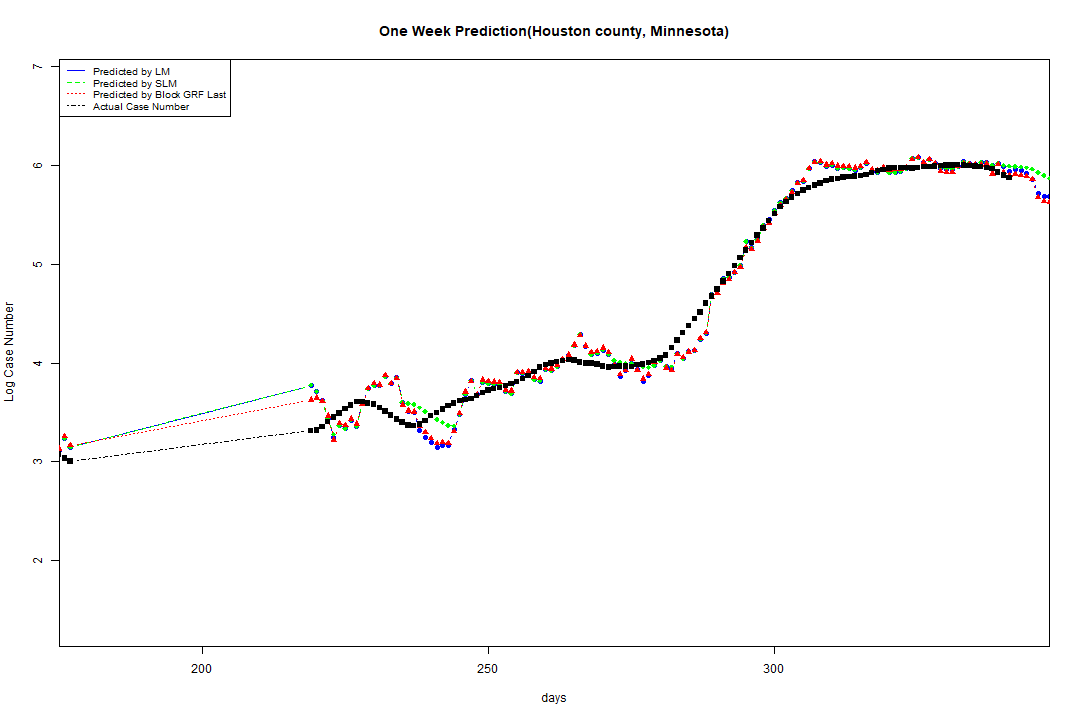 One Week Prediction(Houston county, Minnesota)
Predicted by LM
Predicted by SLM
Predicted by Block GRF Last
Actual Case Number
7
6
5
4
3
2
Log Case Number
200 250 300
days